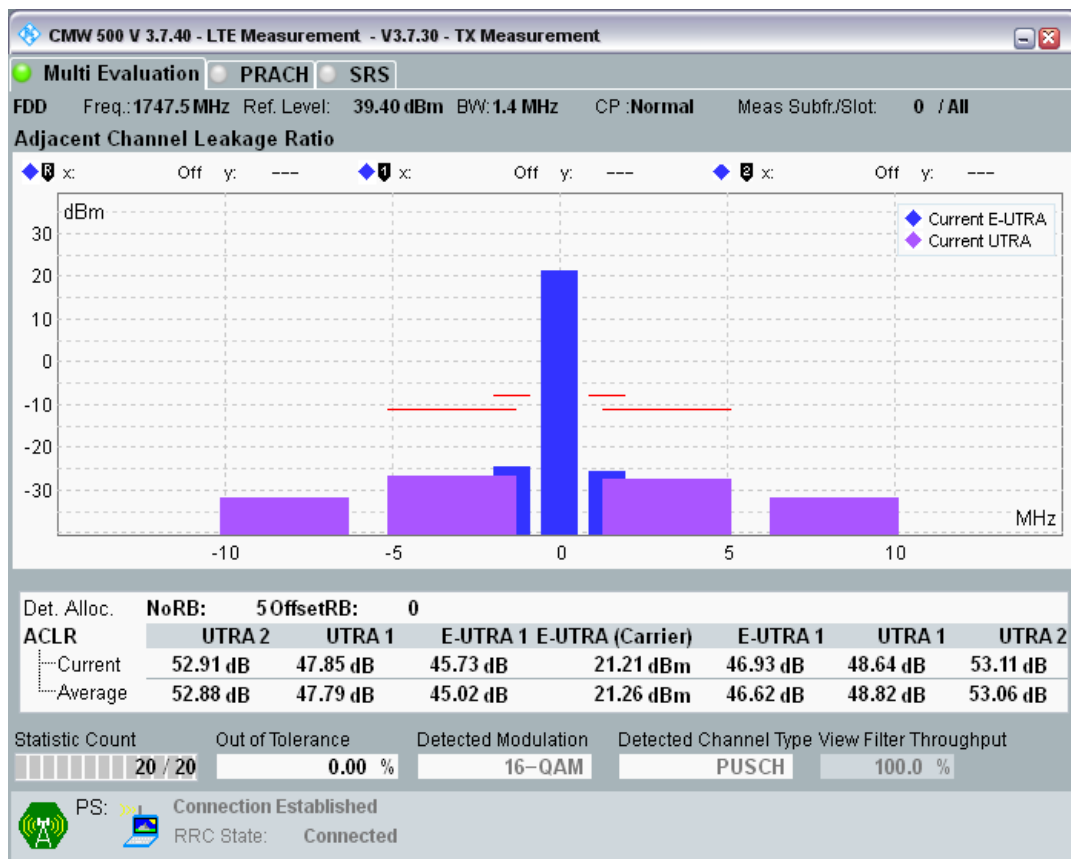 CMW 500 V 3.7.40 - LTE Measurement - V3.7.30 - TX Measurement
Multi Evaluation PRACH SRS
FDD Freq.: 1747.5 MHz Ref. Level: 39.40 dBm BW: 1.4 MHz CP :Normal Meas Subfr./Slot: 0 / All
Adjacent Channel Leakage Ratio
R x: Off y: --- 1 x: Off y: --- 2 x: Off y: ---
dBm
Current E-UTRA
Current UTRA
30
20
10
0
-10
-20
-30
MHz
-10 -5 0 5 10
Det. Alloc. NoRB: 5 OffsetRB: 0
ACLR UTRA 2 UTRA 1 E-UTRA 1 E-UTRA (Carrier) E-UTRA 1 UTRA 1 UTRA 2
Current 52.91 dB 47.85 dB 45.73 dB 21.21 dBm 46.93 dB 48.64 dB 53.11 dB
Average 52.88 dB 47.79 dB 45.02 dB 21.26 dBm 46.62 dB 48.82 dB 53.06 dB
Statistic Count Out of Tolerance Detected Modulation Detected Channel Type View Filter Throughput
20 / 20 0.00 % 16-QAM PUSCH 100.0 %
PS: Connection Established
RRC State: Connected